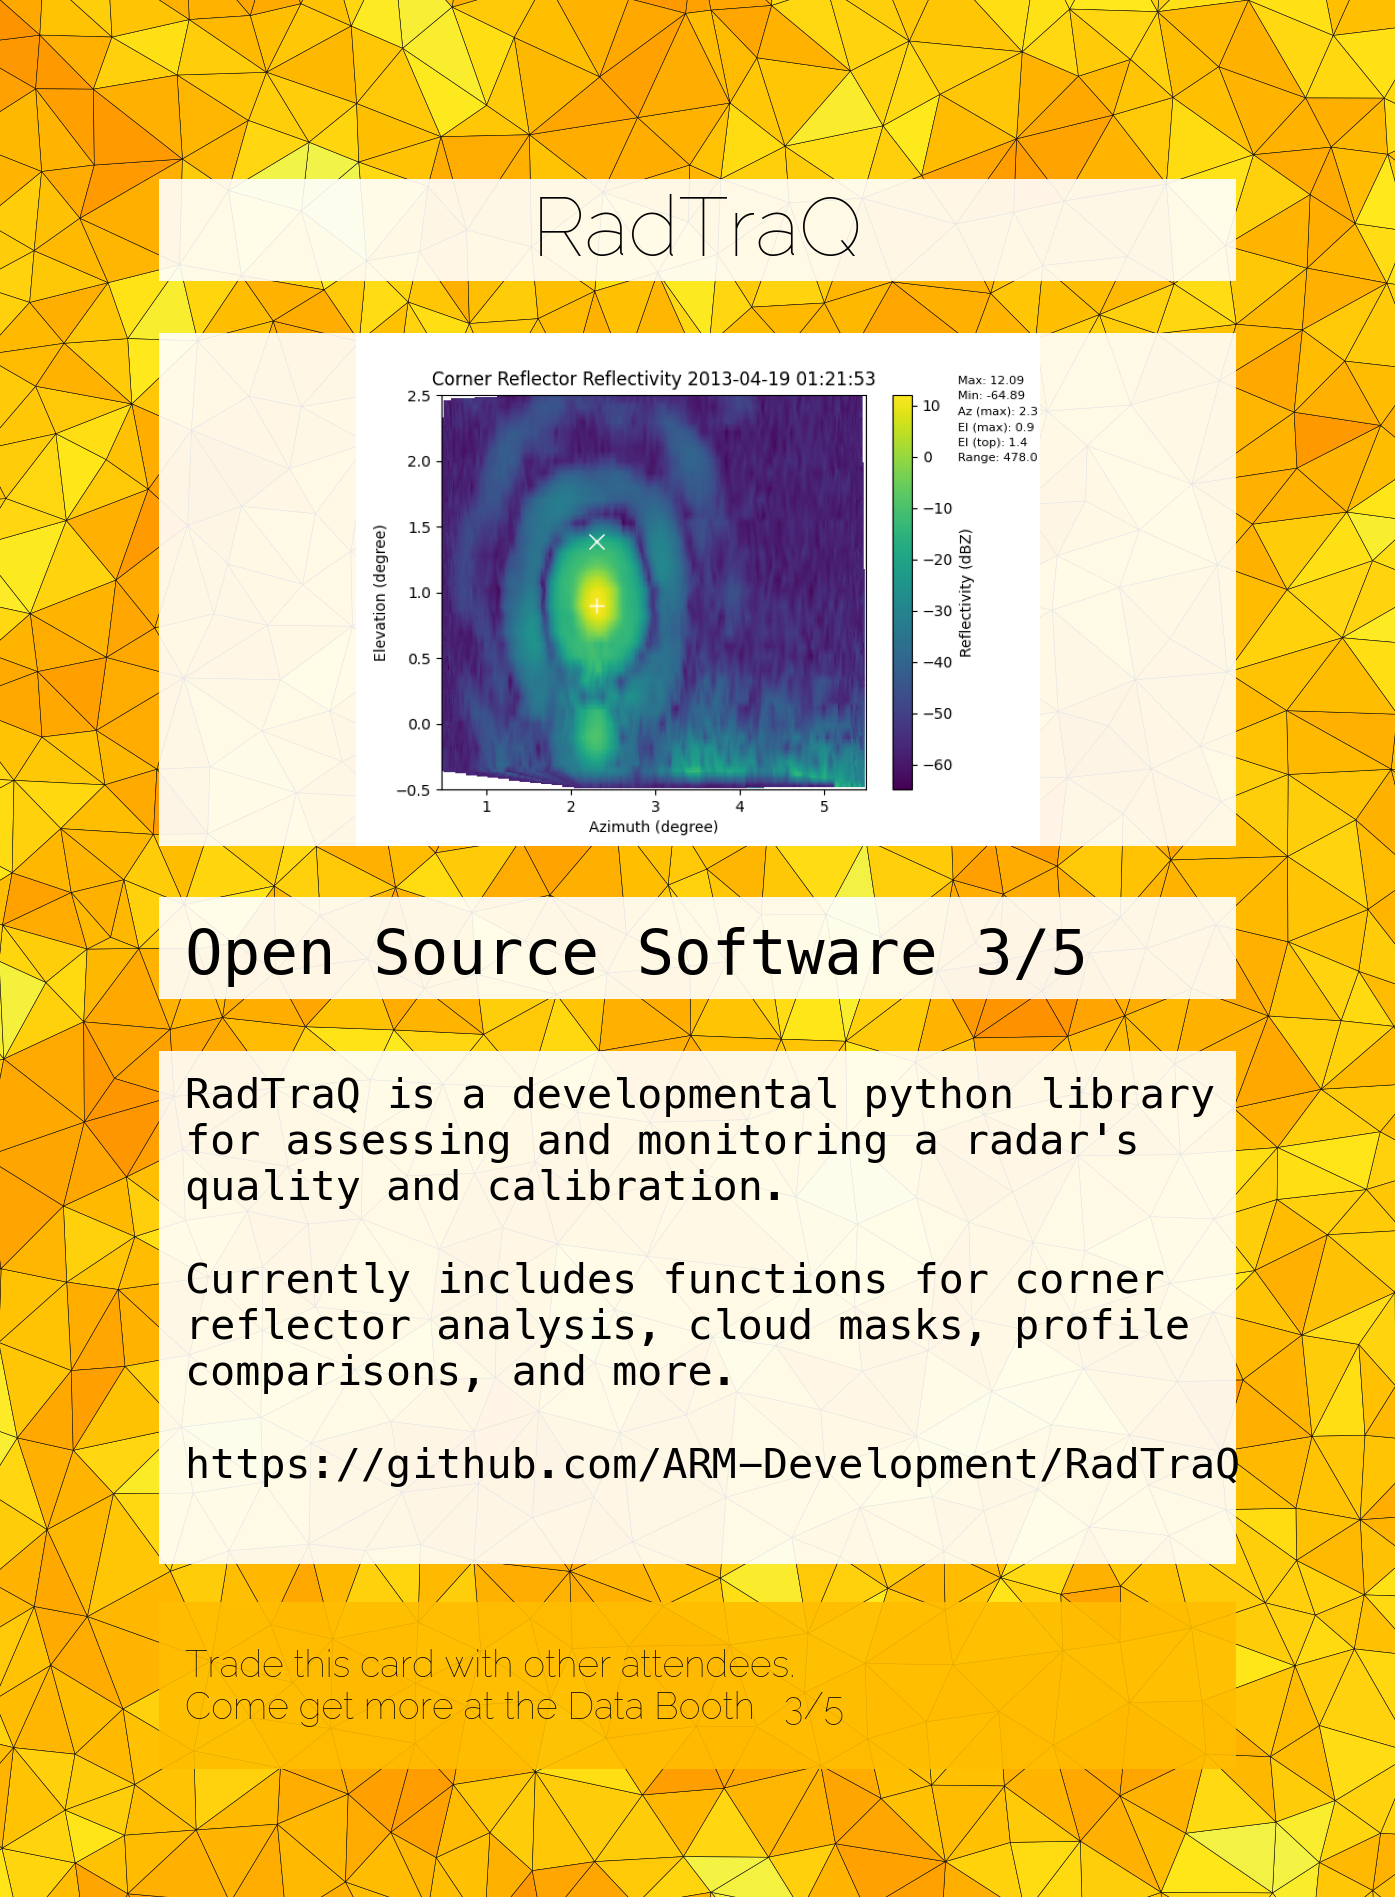 RadTraQ
Corner Reflector Reflectivity 2013-04-19 01:21:53
Max: 12.09
Min: -64.89
Az (max): 2.3
El (max): 0.9
El (top): 1.4
Range: 478.0
2.5
2.0
1.5
1.0
0.5
0.0
−0.5
Elevation (degree)
1 2 3 4 5
Azimuth (degree)
10
0
−10
−20
−30
−40
−50
−60
Reflectivity (dBZ)
Open Source Software 3/5
RadTraQ is a developmental python library
for assessing and monitoring a radar's
quality and calibration.
Currently includes functions for corner
reflector analysis, cloud masks, profile
comparisons, and more.
https://github.com/ARM-Development/RadTraQ
Trade this card with other attendees.
Come get more at the Data Booth 3/5